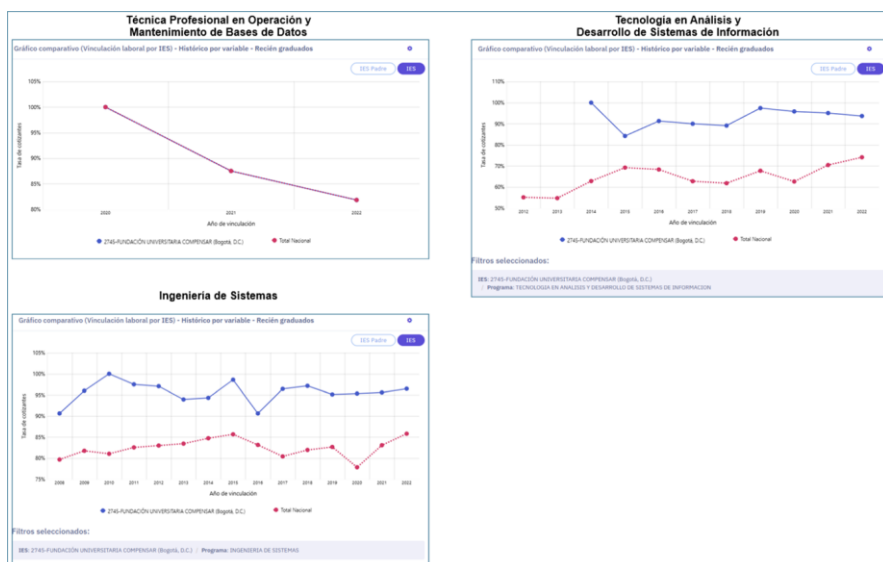 Técnica Profesional en Operación y
Mantenimiento de Bases de Datos
Gráfico comparativo (Vinculación laboral por IES) - Histórico por variable - Recién graduados
IES Padre
IES
105%
100%
95%
90%
85%
80%
Tasa de cotizantes
2020
2021
2022
Año de vinculación
2745-FUNDACIÓN UNIVERSITARIA COMPENSAR (Bogotá, D.C.)
Total Nacional
Tecnología en Análisis y
Desarrollo de Sistemas de Información
Gráfico comparativo (Vinculación laboral por IES) - Histórico por variable - Recién graduados
IES Padre
IES
110%
100%
90%
80%
70%
60%
50%
Tasa de cotizantes
2012
2013
2014
2015
2016
2017
2018
2019
2020
2021
2022
Año de vinculación
2745-FUNDACIÓN UNIVERSITARIA COMPENSAR (Bogotá, D.C.)
Total Nacional
Filtros seleccionados:
IES: 2745-FUNDACIÓN UNIVERSITARIA COMPENSAR (Bogotá, D.C.)
| Programa: TECNOLOGÍA EN ANALISIS Y DESARROLLO DE SISTEMAS DE INFORMACION
Ingeniería de Sistemas
Gráfico comparativo (Vinculación laboral por IES) - Histórico por variable - Recién graduados
IES Padre
IES
105%
100%
95%
90%
85%
80%
75%
Tasa de cotizantes
2008
2009
2010
2011
2012
2013
2014
2015
2016
2017
2018
2019
2020
2021
2022
Año de vinculación
2745-FUNDACIÓN UNIVERSITARIA COMPENSAR (Bogotá, D.C.)
Total Nacional
Filtros seleccionados:
IES: 2745-FUNDACIÓN UNIVERSITARIA COMPENSAR (Bogotá, D.C.) | Programa: INGENIERIA DE SISTEMAS